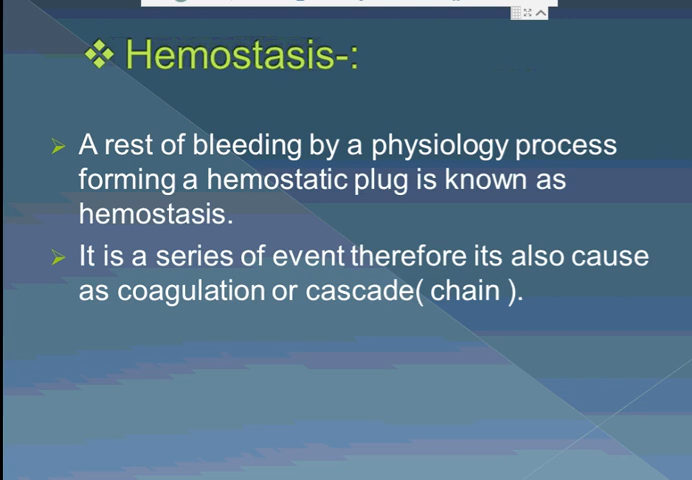 Hemostasis-:
A rest of bleeding by a physiology process
forming a hemostatic plug is known as
hemostasis.
It is a series of event therefore its also cause
as coagulation or cascade( chain ).